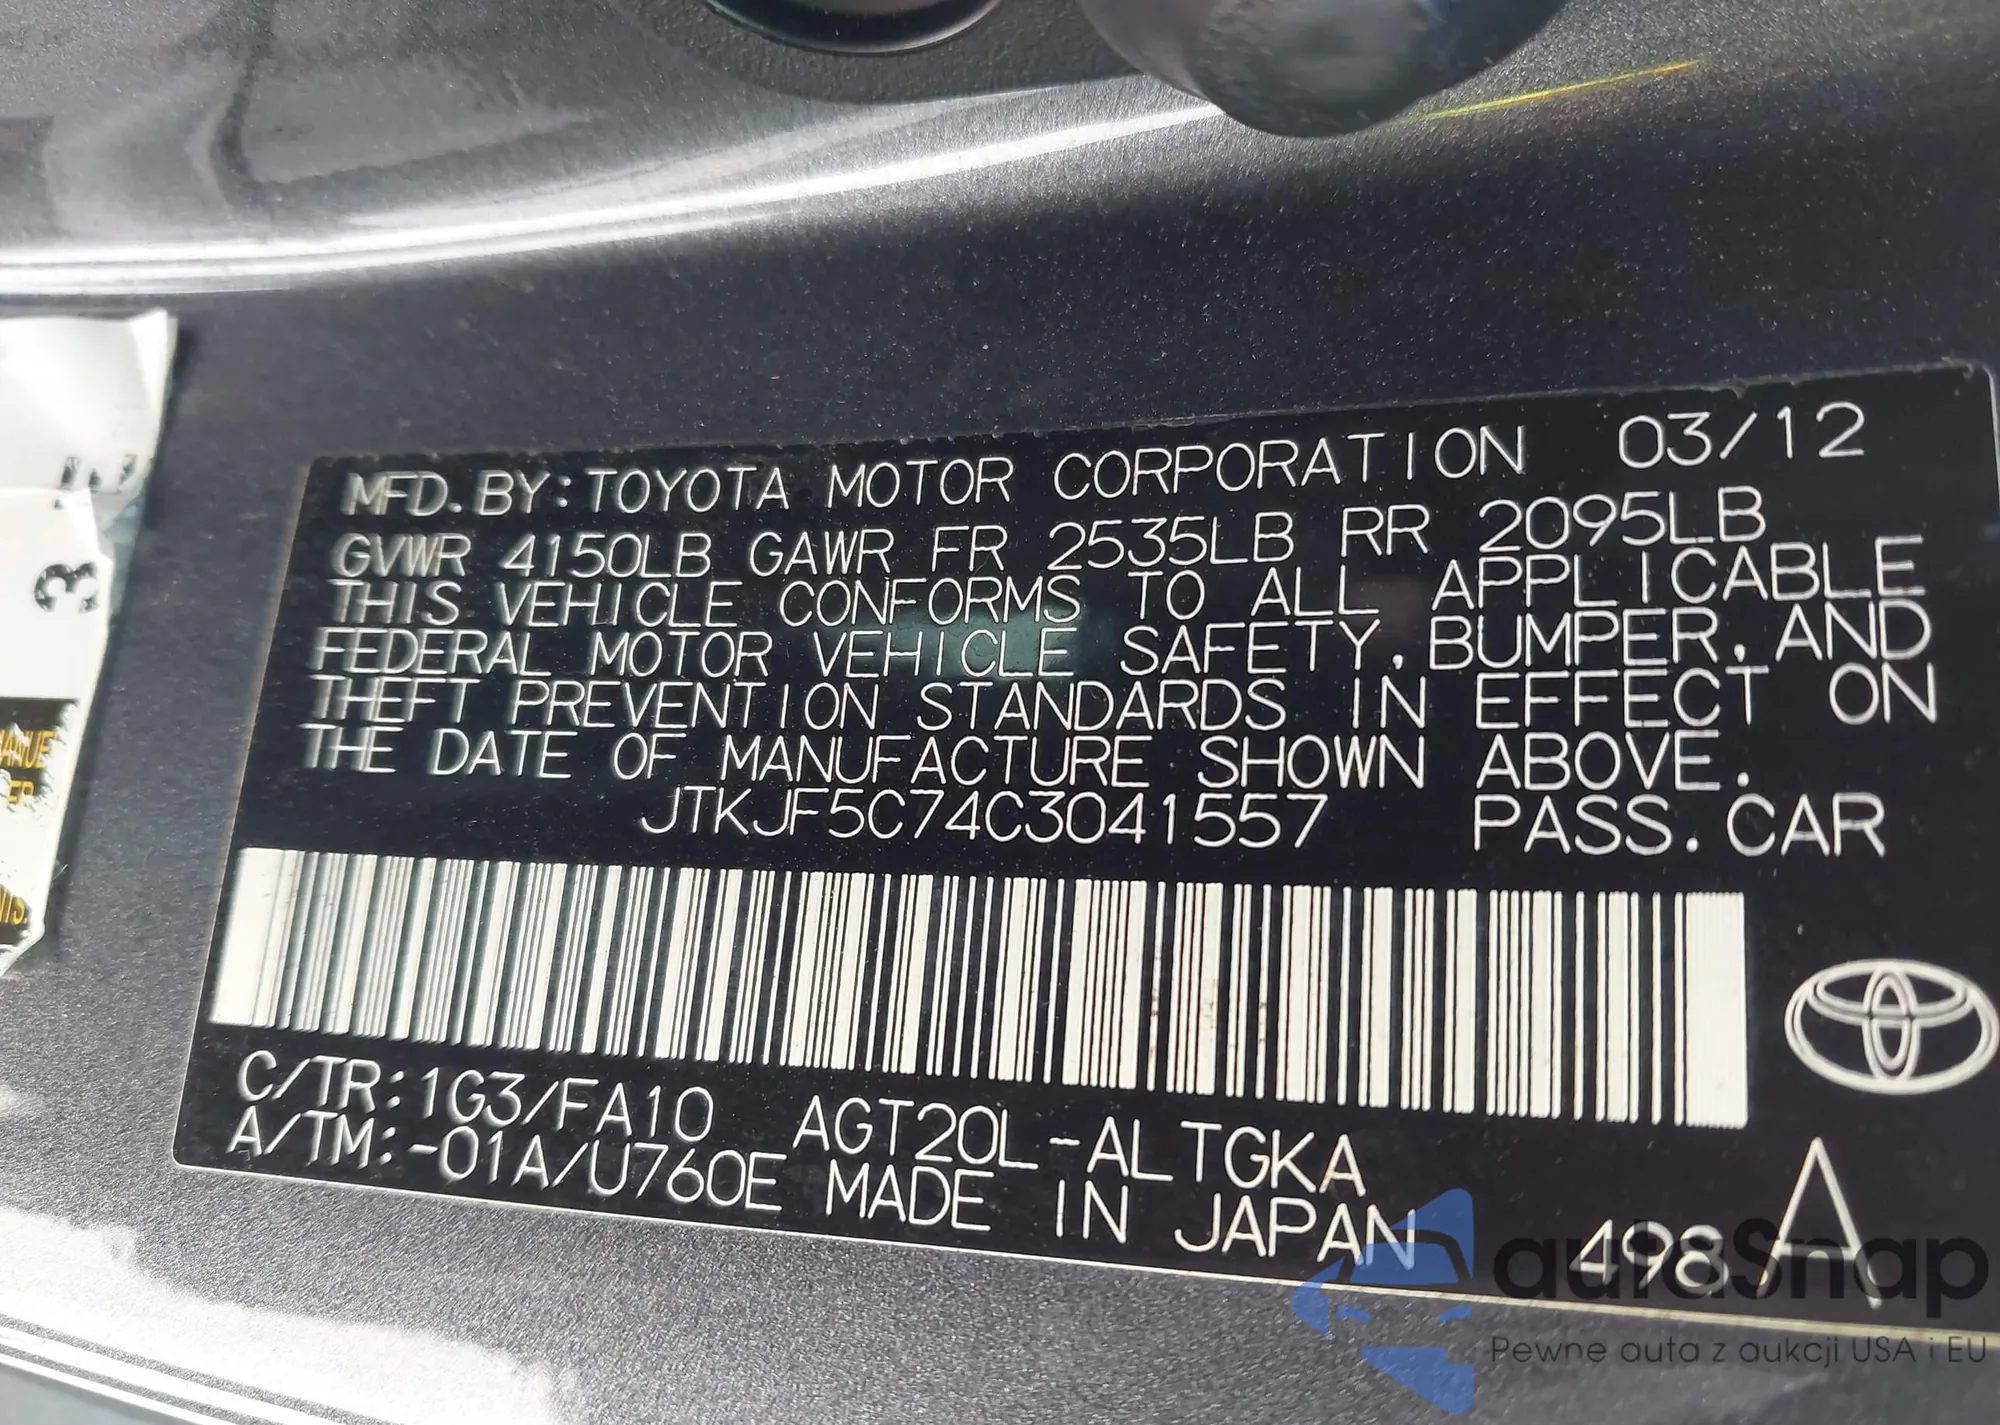 MFD. BY: TOYOTA MOTOR CORPORATION 03/12
GVWR 4150LB GAWR FR 2535LB RR 2095LB
THIS VEHICLE CONFORMS TO ALL APPLICABLE
FEDERAL MOTOR VEHICLE SAFETY, BUMPER, AND
THEFT PREVENTION STANDARDS IN EFFECT ON
THE DATE OF MANUFACTURE SHOWN ABOVE.
JTKJF5C74C3041557 PASS. CAR
C/TR: 1G3/FA10 AGT20L-ALTGKA
A/TM: -01A/U760E MADE IN JAPAN 498 A
3
autoSnap
Pewne auta z aukcji USA i EU